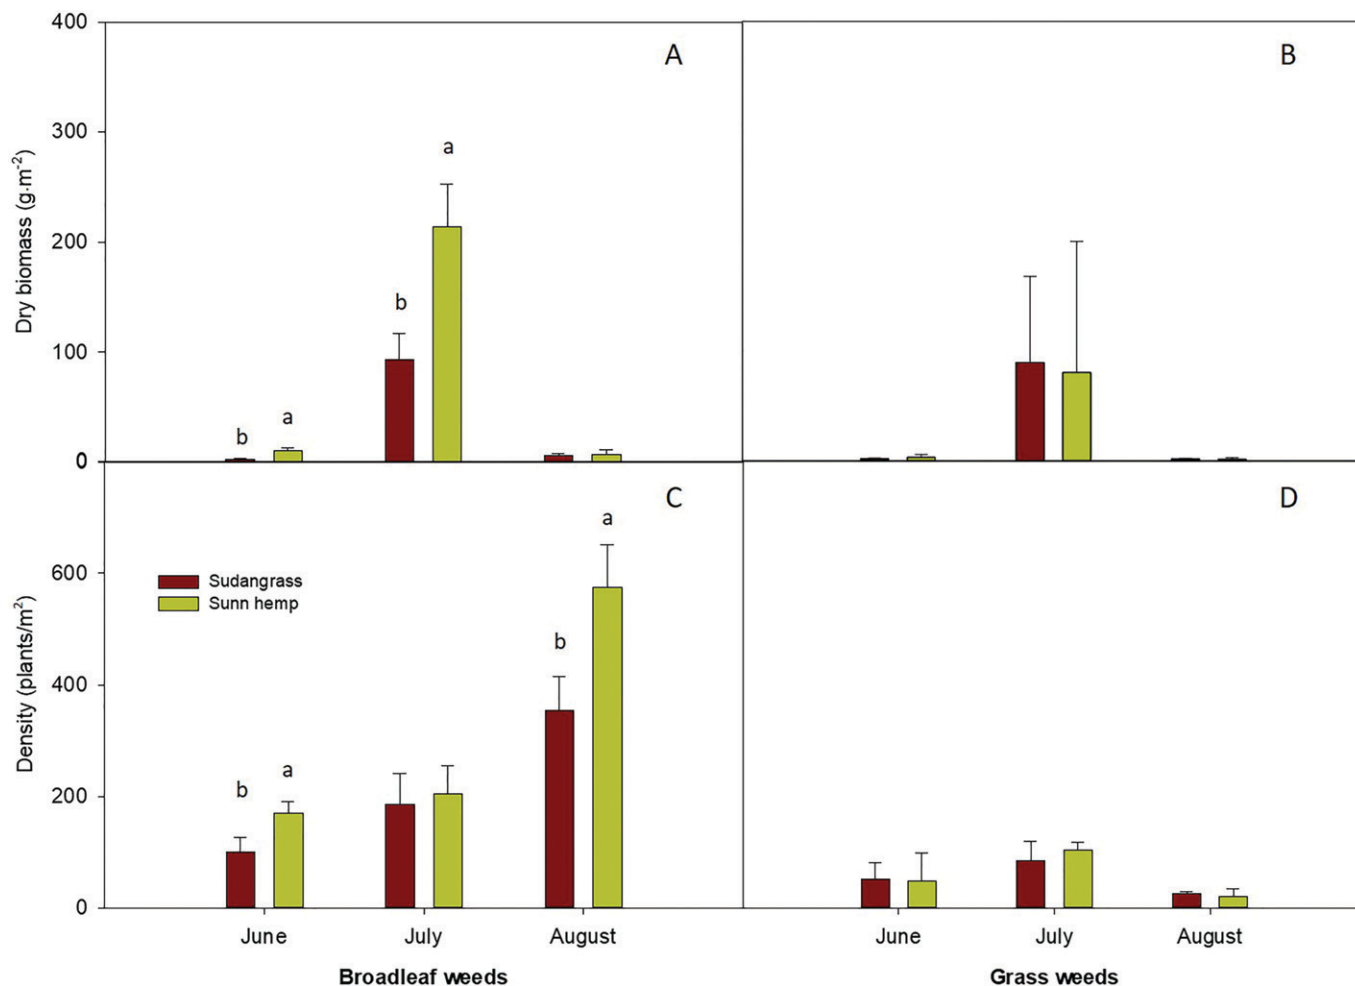 400
300
200
100
0
Dry biomass (g·m⁻²)
A
b
a
b
a
B
600
400
200
0
Density (plants/m²)
C
Sudangrass
Sunn hemp
b
a
b
a
D
June July August
Broadleaf weeds
June July August
Grass weeds